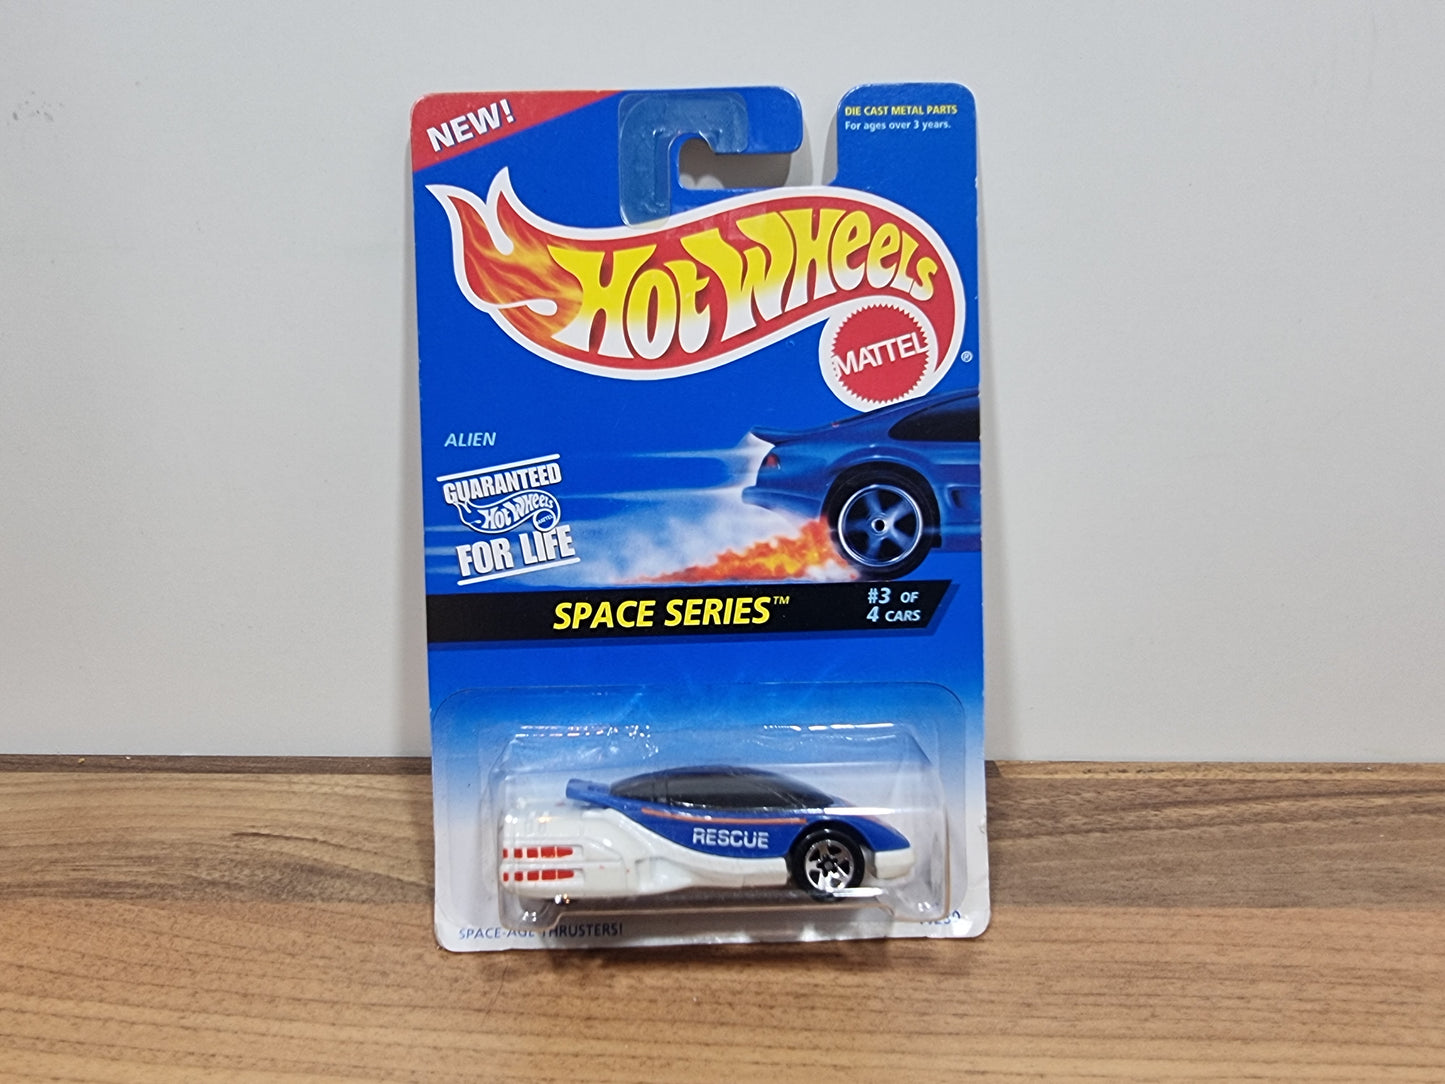 NEW!
DIE CAST METAL PARTS
For ages over 3 years.
HOT WHEELS
MATTEL
®
ALIEN
GUARANTEED
HOT WHEELS
MATTEL
FOR LIFE
SPACE SERIES™
#3 OF
4 CARS
RESCUE
SPACE-AGE THRUSTERS!